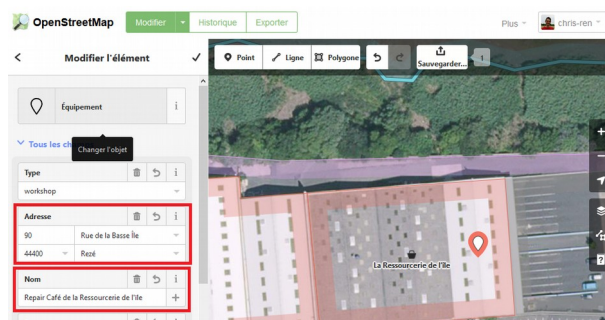 OpenStreetMap Modifier Historique Exporter Plus chris-ren
Modifier l'élément
Point Ligne Polygone Sauvegarder... 1
Équipement i
Tous les ch
Changer l'objet
Type i
workshop
Adresse i
90 Rue de la Basse Île
44400 Rezé
Nom i
Repair Café de la Ressourcerie de l'île +
La Ressourcerie de l'île
+
?